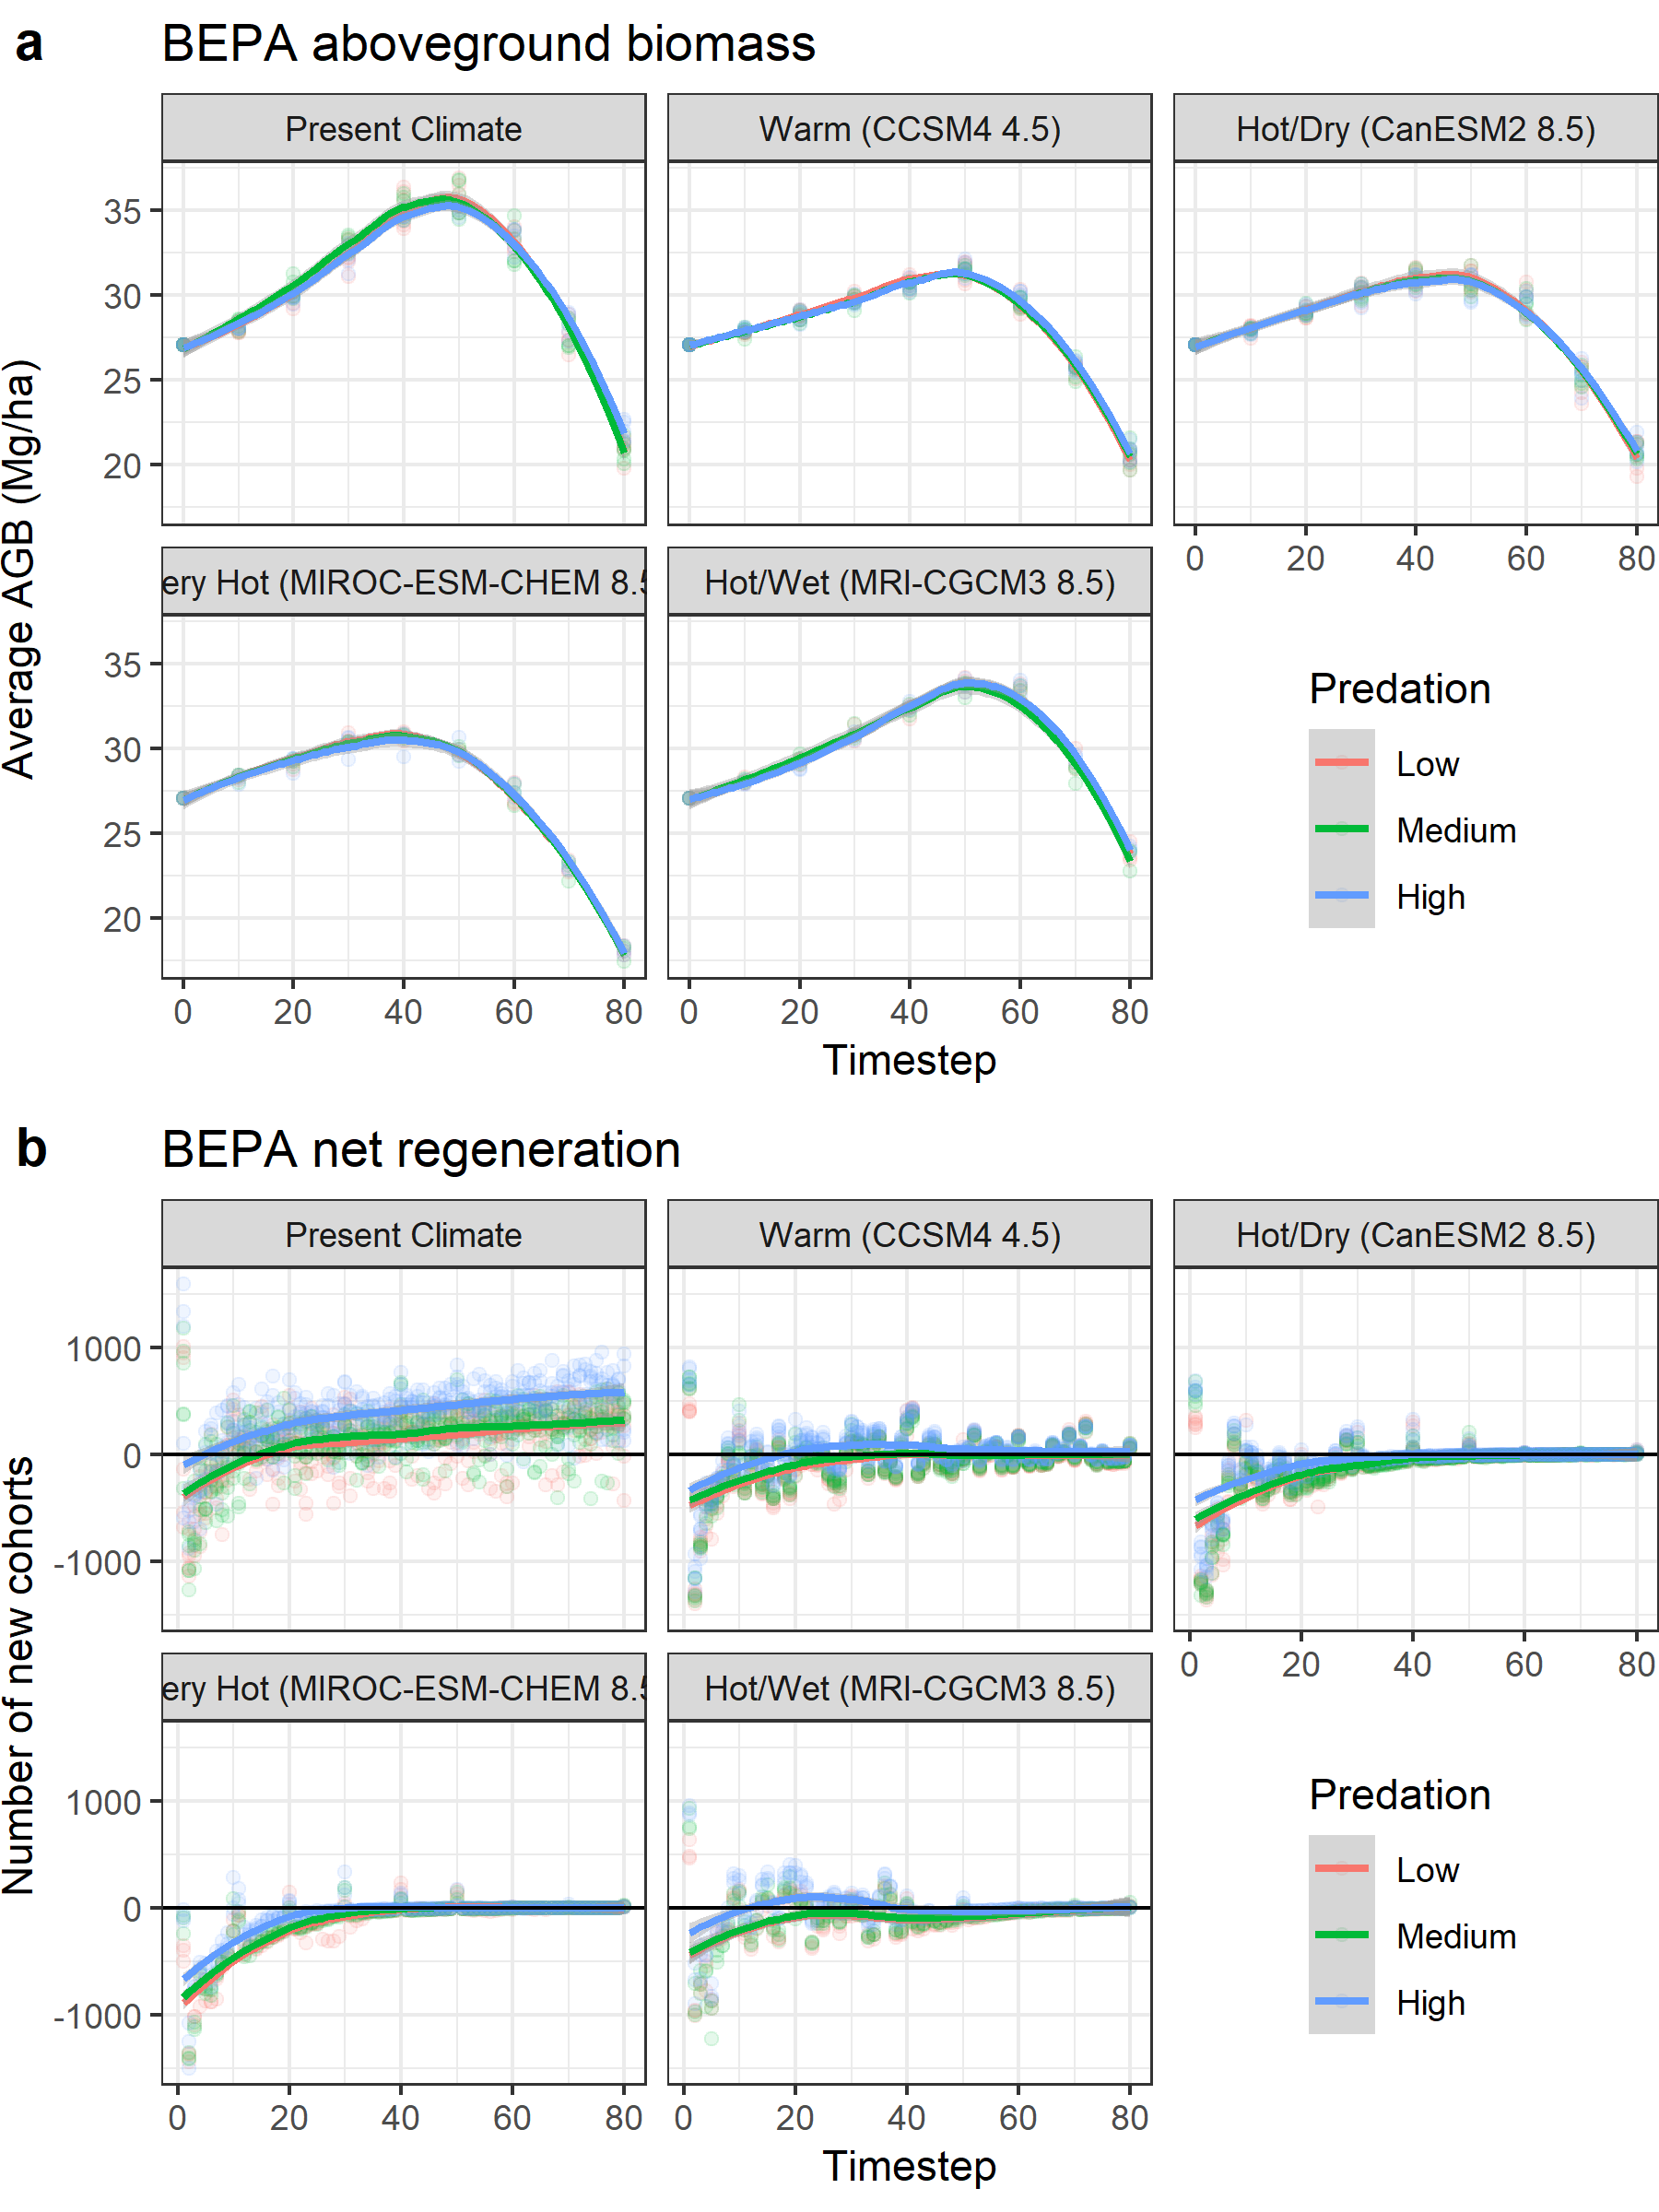 a BEPA aboveground biomass
Present Climate
Warm (CCSM4 4.5)
Hot/Dry (CanESM2 8.5)
35
30
25
20
0 20 40 60 80
Average AGB (Mg/ha)
ery Hot (MIROC-ESM-CHEM 8.5
Hot/Wet (MRI-CGCM3 8.5)
35
30
25
20
0 20 40 60 80
0 20 40 60 80
Timestep
Predation
Low
Medium
High
b BEPA net regeneration
Present Climate
Warm (CCSM4 4.5)
Hot/Dry (CanESM2 8.5)
1000
0
-1000
0 20 40 60 80
Number of new cohorts
ery Hot (MIROC-ESM-CHEM 8.5
Hot/Wet (MRI-CGCM3 8.5)
1000
0
-1000
0 20 40 60 80
0 20 40 60 80
Timestep
Predation
Low
Medium
High